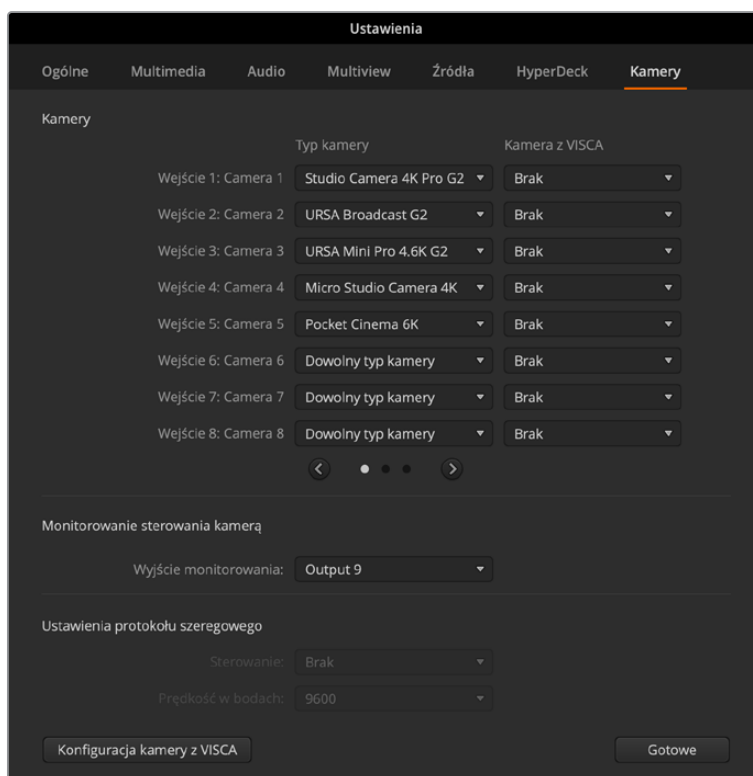 Ustawienia
Ogólne Multimedia Audio Multiview Źródła HyperDeck Kamery
Kamery
Typ kamery Kamera z VISCA
Wejście 1: Camera 1 Studio Camera 4K Pro G2 Brak
Wejście 2: Camera 2 URSA Broadcast G2 Brak
Wejście 3: Camera 3 URSA Mini Pro 4.6K G2 Brak
Wejście 4: Camera 4 Micro Studio Camera 4K Brak
Wejście 5: Camera 5 Pocket Cinema 6K Brak
Wejście 6: Camera 6 Dowolny typ kamery Brak
Wejście 7: Camera 7 Dowolny typ kamery Brak
Wejście 8: Camera 8 Dowolny typ kamery Brak
Monitorowanie sterowania kamerą
Wyjście monitorowania: Output 9
Ustawienia protokołu szeregowego
Sterowanie: Brak
Prędkość w bodach: 9600
Konfiguracja kamery z VISCA Gotowe